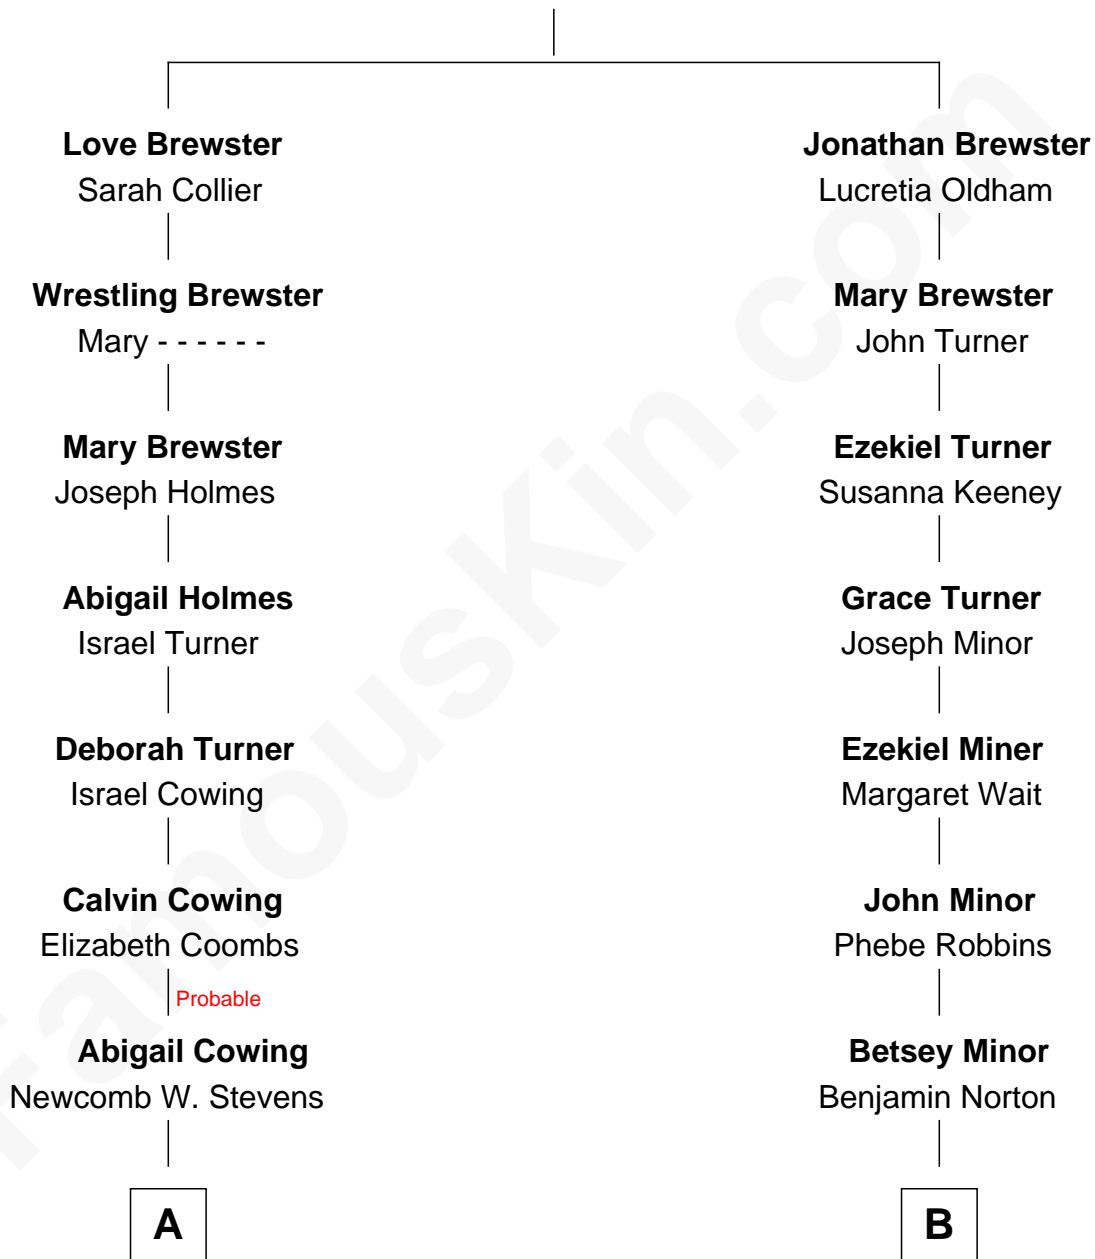 Love Brewster
Sarah Collier
Jonathan Brewster
Lucretia Oldham
Wrestling Brewster
Mary - - - - - -
Mary Brewster
John Turner
Mary Brewster
Joseph Holmes
Ezekiel Turner
Susanna Keeney
Abigail Holmes
Israel Turner
Grace Turner
Joseph Minor
Deborah Turner
Israel Cowing
Ezekiel Miner
Margaret Wait
Calvin Cowing
Elizabeth Coombs
John Minor
Phebe Robbins
Probable
Abigail Cowing
Newcomb W. Stevens
Betsey Minor
Benjamin Norton
A
B
FamousKin.com